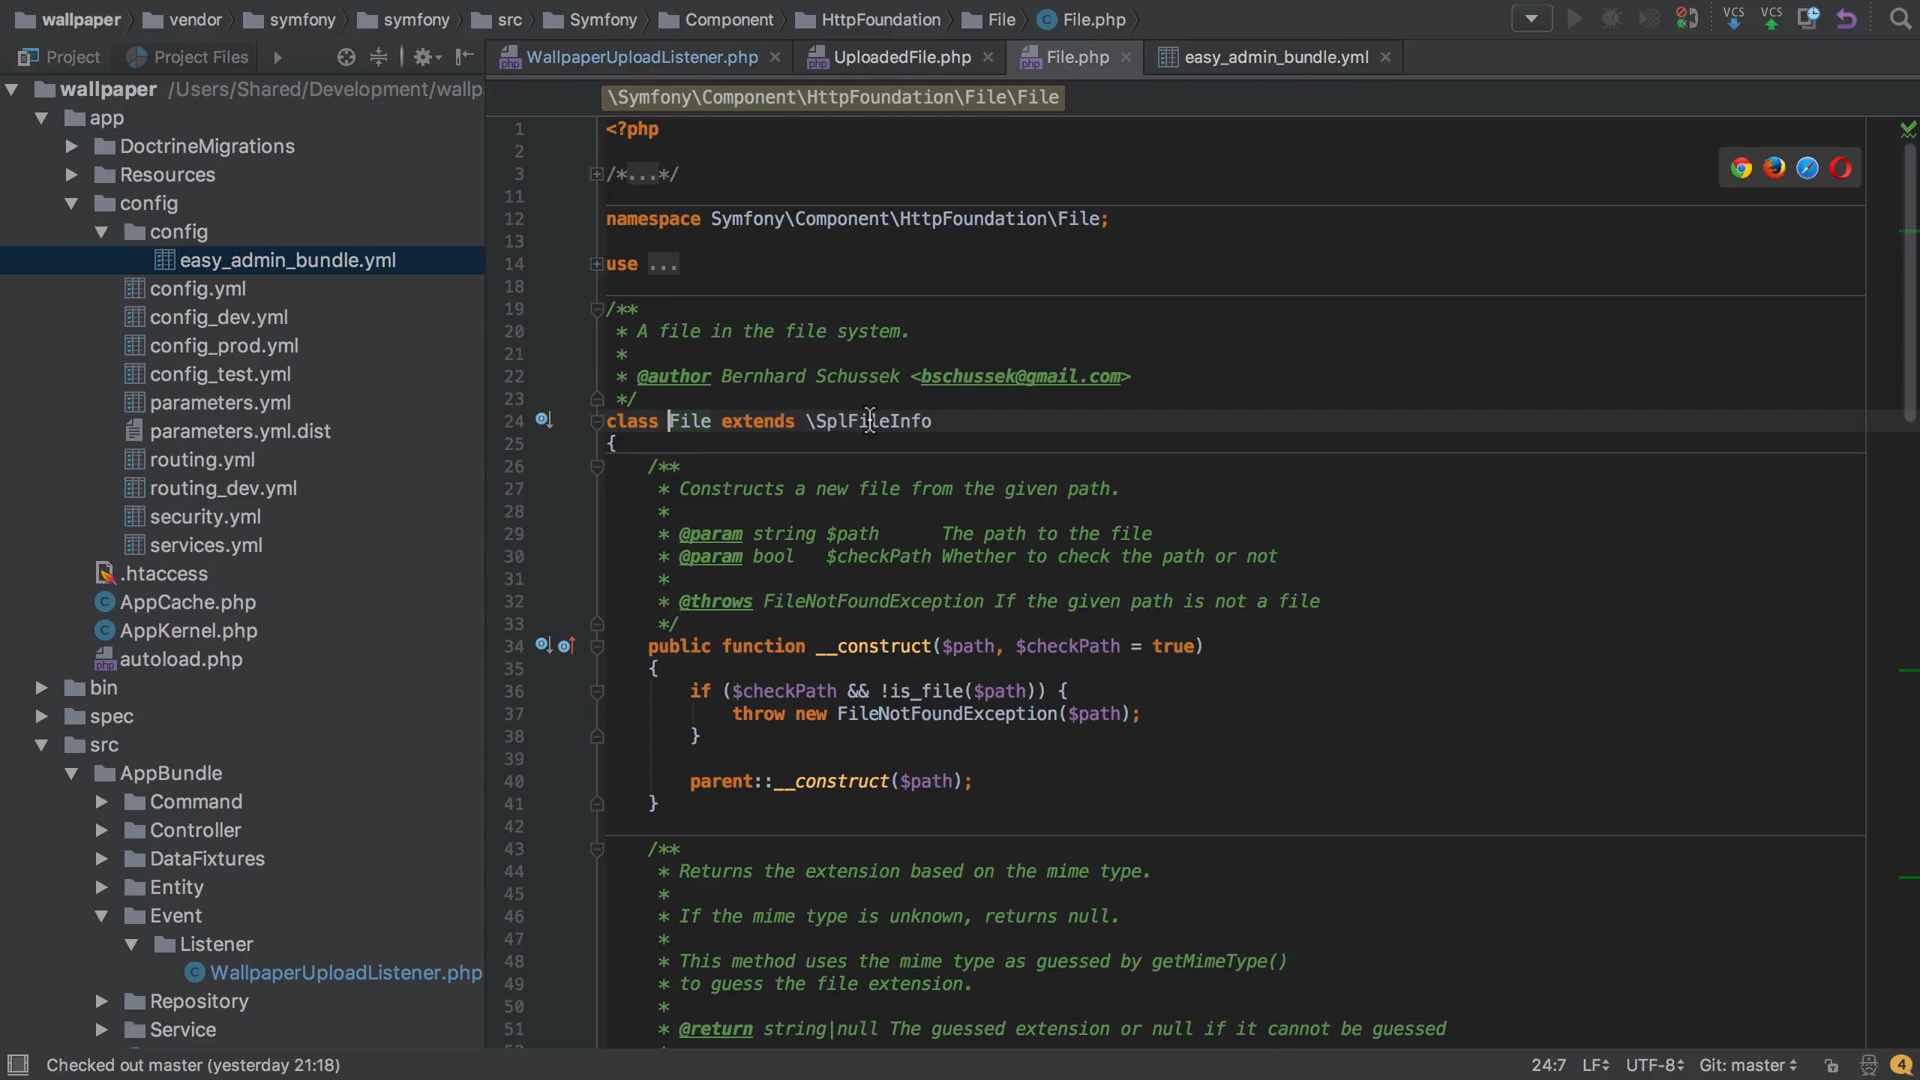 wallpaper vendor symfony symfony src Symfony Component HttpFoundation File File.php
VCS VCS
Project Project Files
WallpaperUploadListener.php UploadedFile.php File.php easy_admin_bundle.yml
wallpaper /Users/Shared/Development/wallp
app
DoctrineMigrations
Resources
config
config
easy_admin_bundle.yml
config.yml
config_dev.yml
config_prod.yml
config_test.yml
parameters.yml
parameters.yml.dist
routing.yml
routing_dev.yml
security.yml
services.yml
.htaccess
AppCache.php
AppKernel.php
autoload.php
bin
spec
src
AppBundle
Command
Controller
DataFixtures
Entity
Event
Listener
WallpaperUploadListener.php
Repository
Service
\Symfony\Component\HttpFoundation\File\File
1 <?php
2
3 /*...*/
11
12 namespace Symfony\Component\HttpFoundation\File;
13
14 use ...
18
19 /**
20 * A file in the file system.
21 *
22 * @author Bernhard Schussek <bschussek@gmail.com>
23 */
24 class File extends \SplFileInfo
25 {
26 /**
27 * Constructs a new file from the given path.
28 *
29 * @param string $path The path to the file
30 * @param bool $checkPath Whether to check the path or not
31 *
32 * @throws FileNotFoundException If the given path is not a file
33 */
34 public function __construct($path, $checkPath = true)
35 {
36 if ($checkPath && !is_file($path)) {
37 throw new FileNotFoundException($path);
38 }
39
40 parent::__construct($path);
41 }
42
43 /**
44 * Returns the extension based on the mime type.
45 *
46 * If the mime type is unknown, returns null.
47 *
48 * This method uses the mime type as guessed by getMimeType()
49 * to guess the file extension.
50 *
51 * @return string|null The guessed extension or null if it cannot be guessed
Checked out master (yesterday 21:18) 24:7 LF UTF-8 Git: master 4